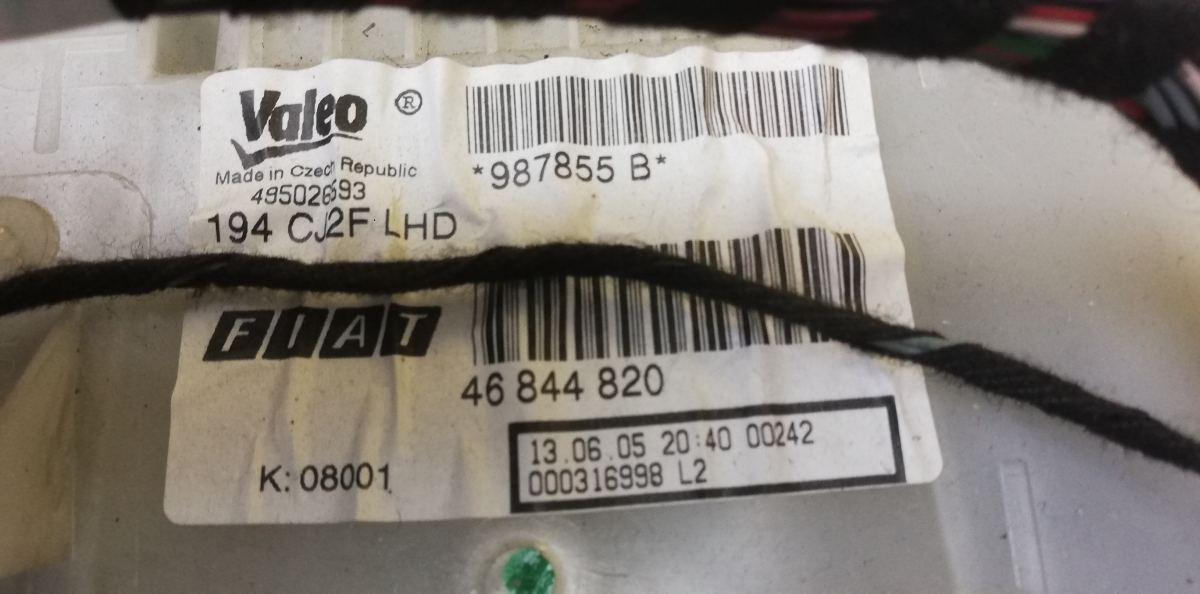 Valeo ®
Made in Czech Republic
495026593
194 CJ2F LHD
*987855 B*
FIAT
46 844 820
K: 08001
13.06.05 20:40 00242
000316998 L2